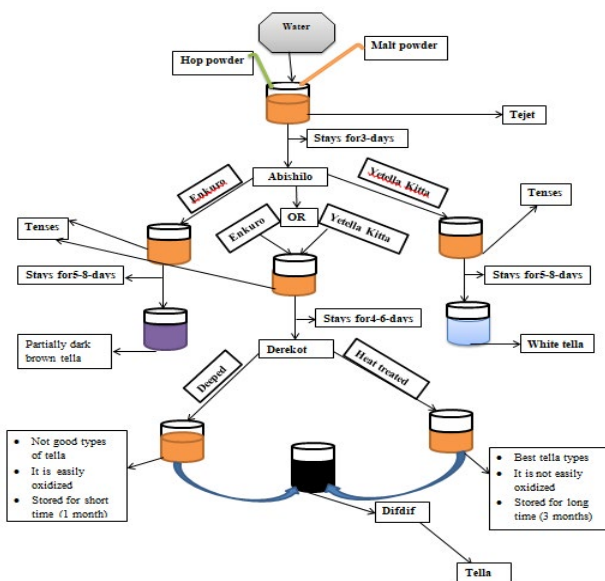 Water
Hop powder
Malt powder
Tejet
Stays for3-days
Abishilo
Enkuro
Yetella Kitta
OR
Tenses
Tenses
Enkuro
Yetella Kitta
Stays for5-8-days
Stays for5-8-days
Stays for4-6-days
Partially dark
brown tella
White tella
Derekot
Deeped
Heat treated
• Not good types
of tella
• It is easily
oxidized
• Stored for short
time (1 month)
• Best tella types
• It is not easily
oxidized
• Stored for long
time (3 months)
Difdif
Tella